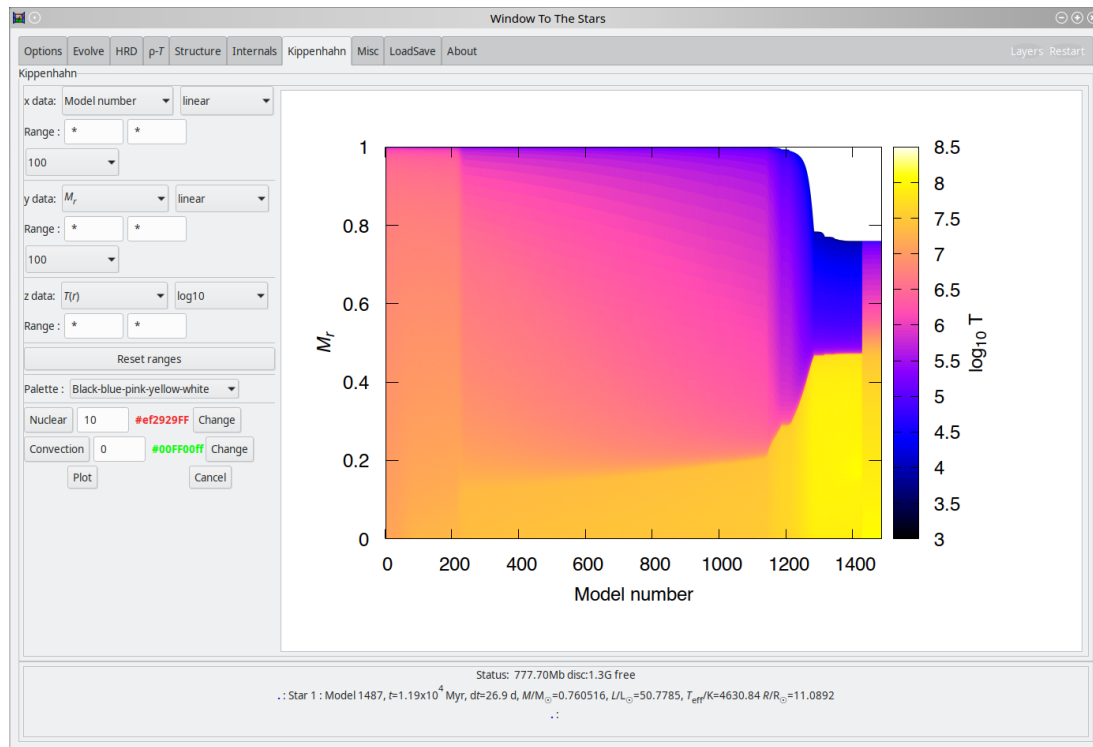 Window To The Stars
Options Evolve HRD ρ-T Structure Internals Kippenhahn Misc LoadSave About Layers Restart
Kippenhahn
x data: Model number linear
Range : * *
100
y data: Mr linear
Range : * *
100
z data: T(r) log10
Range : * *
Reset ranges
Palette : Black-blue-pink-yellow-white
Nuclear 10 #ef2929FF Change
Convection 0 #00FF00ff Change
Plot Cancel
1
0.8
0.6
0.4
0.2
0
Mr
0 200 400 600 800 1000 1200 1400
Model number
8.5
8
7.5
7
6.5
6
5.5
5
4.5
4
3.5
3
log10 T
Status: 777.70Mb disc:1.3G free
.: Star 1 : Model 1487, t=1.19x10^4 Myr, dt=26.9 d, M/M☉=0.760516, L/L☉=50.7785, Teff/K=4630.84 R/R☉=11.0892
.: